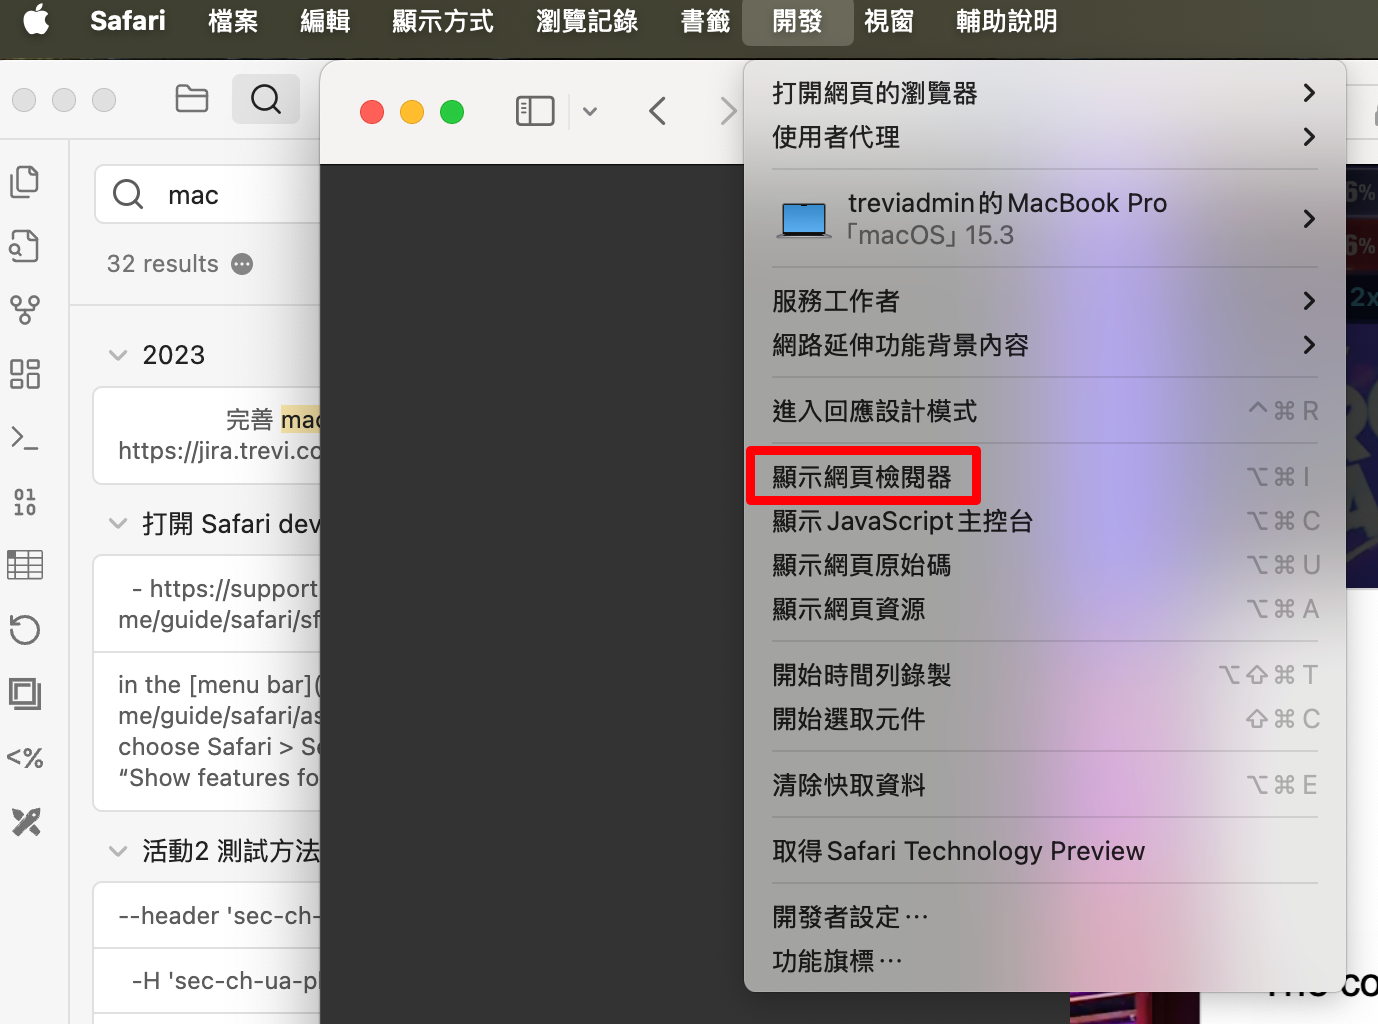 Safari 檔案 編輯 顯示方式 瀏覽記錄 書籤 開發 視窗 輔助說明
mac
32 results
2023
完善 mac
https://jira.trevi.co
打開 Safari dev
- https://support
me/guide/safari/sf
in the [menu bar](
me/guide/safari/as
choose Safari > Se
“Show features fo
活動2 測試方法
--header 'sec-ch-
-H 'sec-ch-ua-pl
01
10
<%
打開網頁的瀏覽器
使用者代理
treviadmin的MacBook Pro
「macOS」15.3
服務工作者
網路延伸功能背景內容
進入回應設計模式 ^⌘R
顯示網頁檢閱器 ⌥⌘I
顯示JavaScript主控台 ⌥⌘C
顯示網頁原始碼 ⌥⌘U
顯示網頁資源 ⌥⌘A
開始時間列錄製 ⌥⇧⌘T
開始選取元件 ⇧⌘C
清除快取資料 ⌥⌘E
取得Safari Technology Preview
開發者設定…
功能旗標…
6%
6%
2x